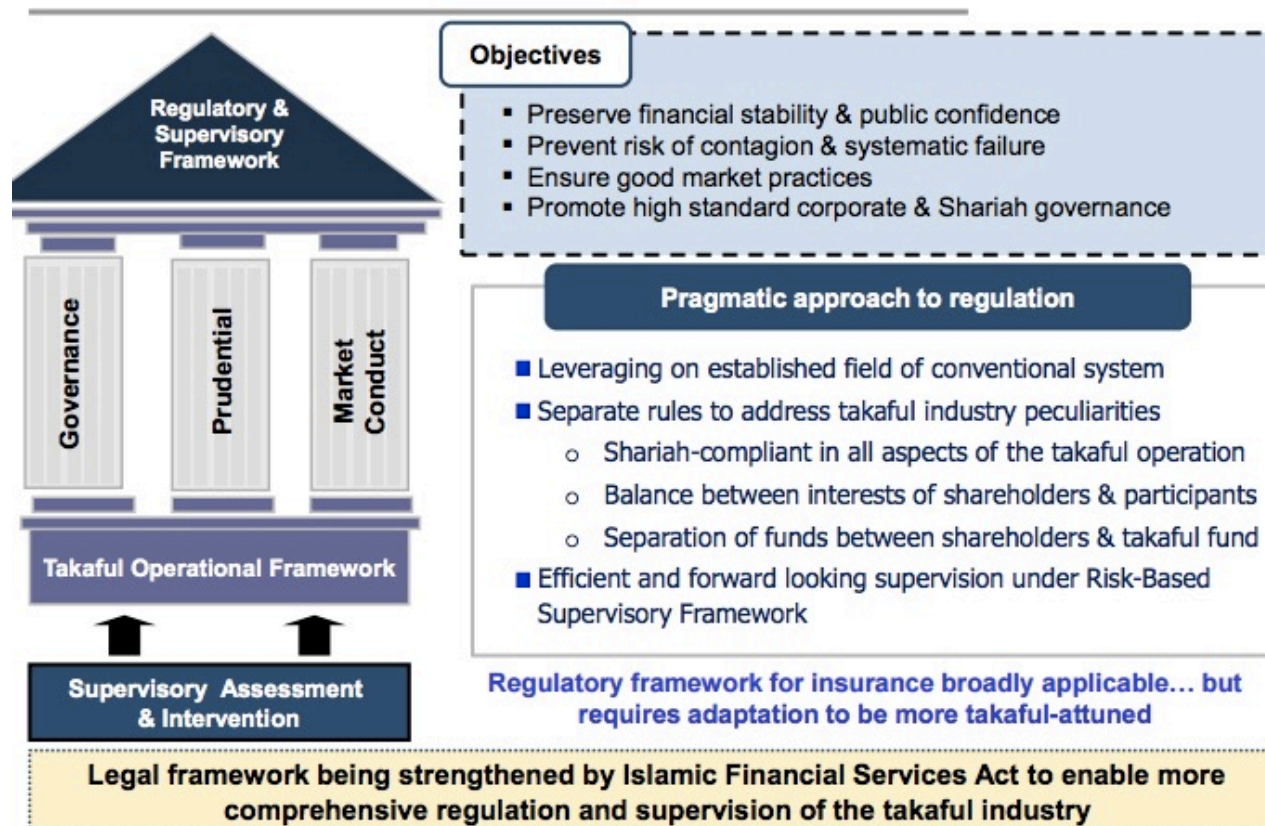 Regulatory &
Supervisory
Framework
Governance
Prudential
Market
Conduct
Takaful Operational Framework
Supervisory Assessment
& Intervention
Objectives
▪ Preserve financial stability & public confidence
▪ Prevent risk of contagion & systematic failure
▪ Ensure good market practices
▪ Promote high standard corporate & Shariah governance
Pragmatic approach to regulation
■ Leveraging on established field of conventional system
■ Separate rules to address takaful industry peculiarities
o Shariah-compliant in all aspects of the takaful operation
o Balance between interests of shareholders & participants
o Separation of funds between shareholders & takaful fund
■ Efficient and forward looking supervision under Risk-Based
Supervisory Framework
Regulatory framework for insurance broadly applicable… but
requires adaptation to be more takaful-attuned
Legal framework being strengthened by Islamic Financial Services Act to enable more
comprehensive regulation and supervision of the takaful industry